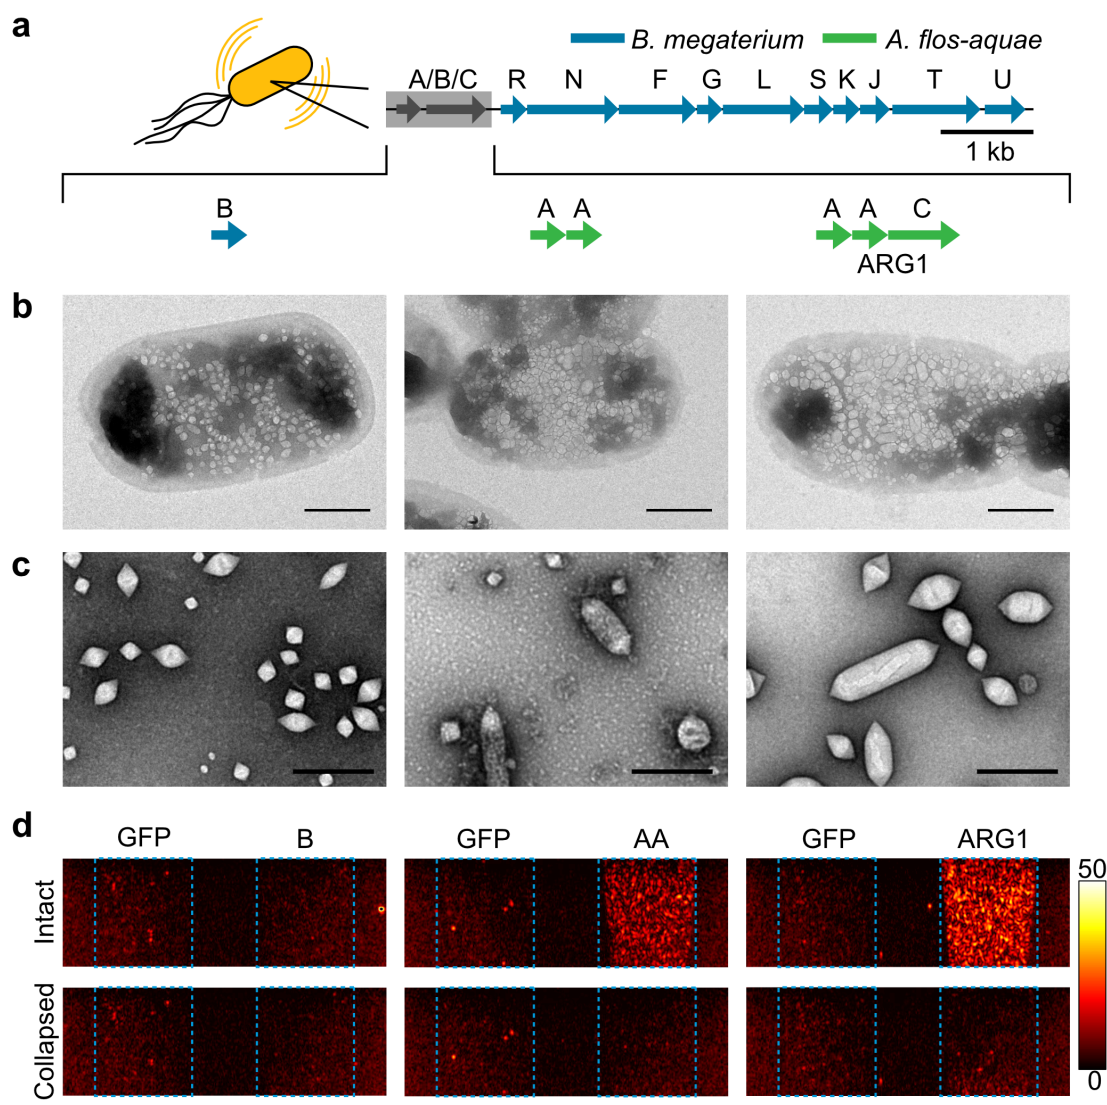 a
B. megaterium A. flos-aquae
A/B/C R N F G L S K J T U
1 kb
B A A A A C
ARG1
b
c
d
GFP B GFP AA GFP ARG1
Intact
50
Collapsed
0